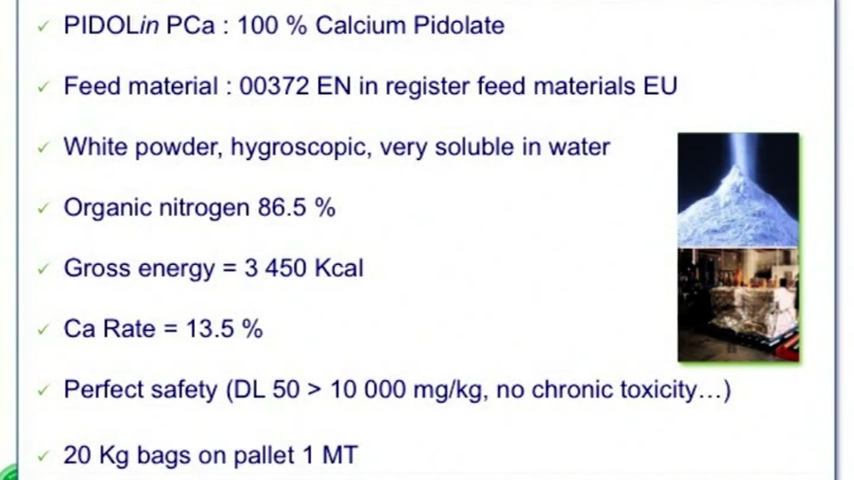 PIDOLin PCa : 100 % Calcium Pidolate
Feed material : 00372 EN in register feed materials EU
White powder, hygroscopic, very soluble in water
Organic nitrogen 86.5 %
Gross energy = 3 450 Kcal
Ca Rate = 13.5 %
Perfect safety (DL 50 > 10 000 mg/kg, no chronic toxicity…)
20 Kg bags on pallet 1 MT